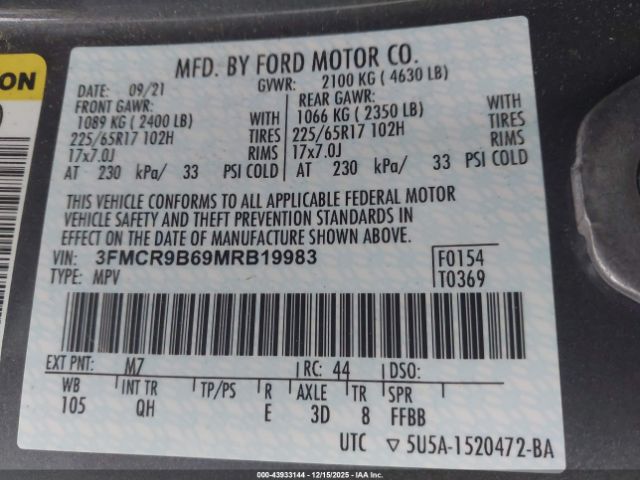 MFD. BY FORD MOTOR CO.
DATE: 09/21 GVWR: 2100 KG ( 4630 LB)
FRONT GAWR: REAR GAWR:
1089 KG ( 2400 LB) WITH 1066 KG ( 2350 LB) WITH
225/65R17 102H TIRES 225/65R17 102H TIRES
17x7.0J RIMS 17x7.0J RIMS
AT 230 kPa/ 33 PSI COLD AT 230 kPa/ 33 PSI COLD
THIS VEHICLE CONFORMS TO ALL APPLICABLE FEDERAL MOTOR
VEHICLE SAFETY AND THEFT PREVENTION STANDARDS IN
EFFECT ON THE DATE OF MANUFACTURE SHOWN ABOVE.
VIN: 3FMCR9B69MRB19983 F0154
TYPE: MPV T0369
EXT PNT: M7 RC: 44 DSO:
WB INT TR TP/PS R AXLE TR SPR
105 QH E 3D 8 FFBB
UTC ▽ 5U5A-1520472-BA
ON
000-43933144 - 12/15/2025 - IAAI.CA